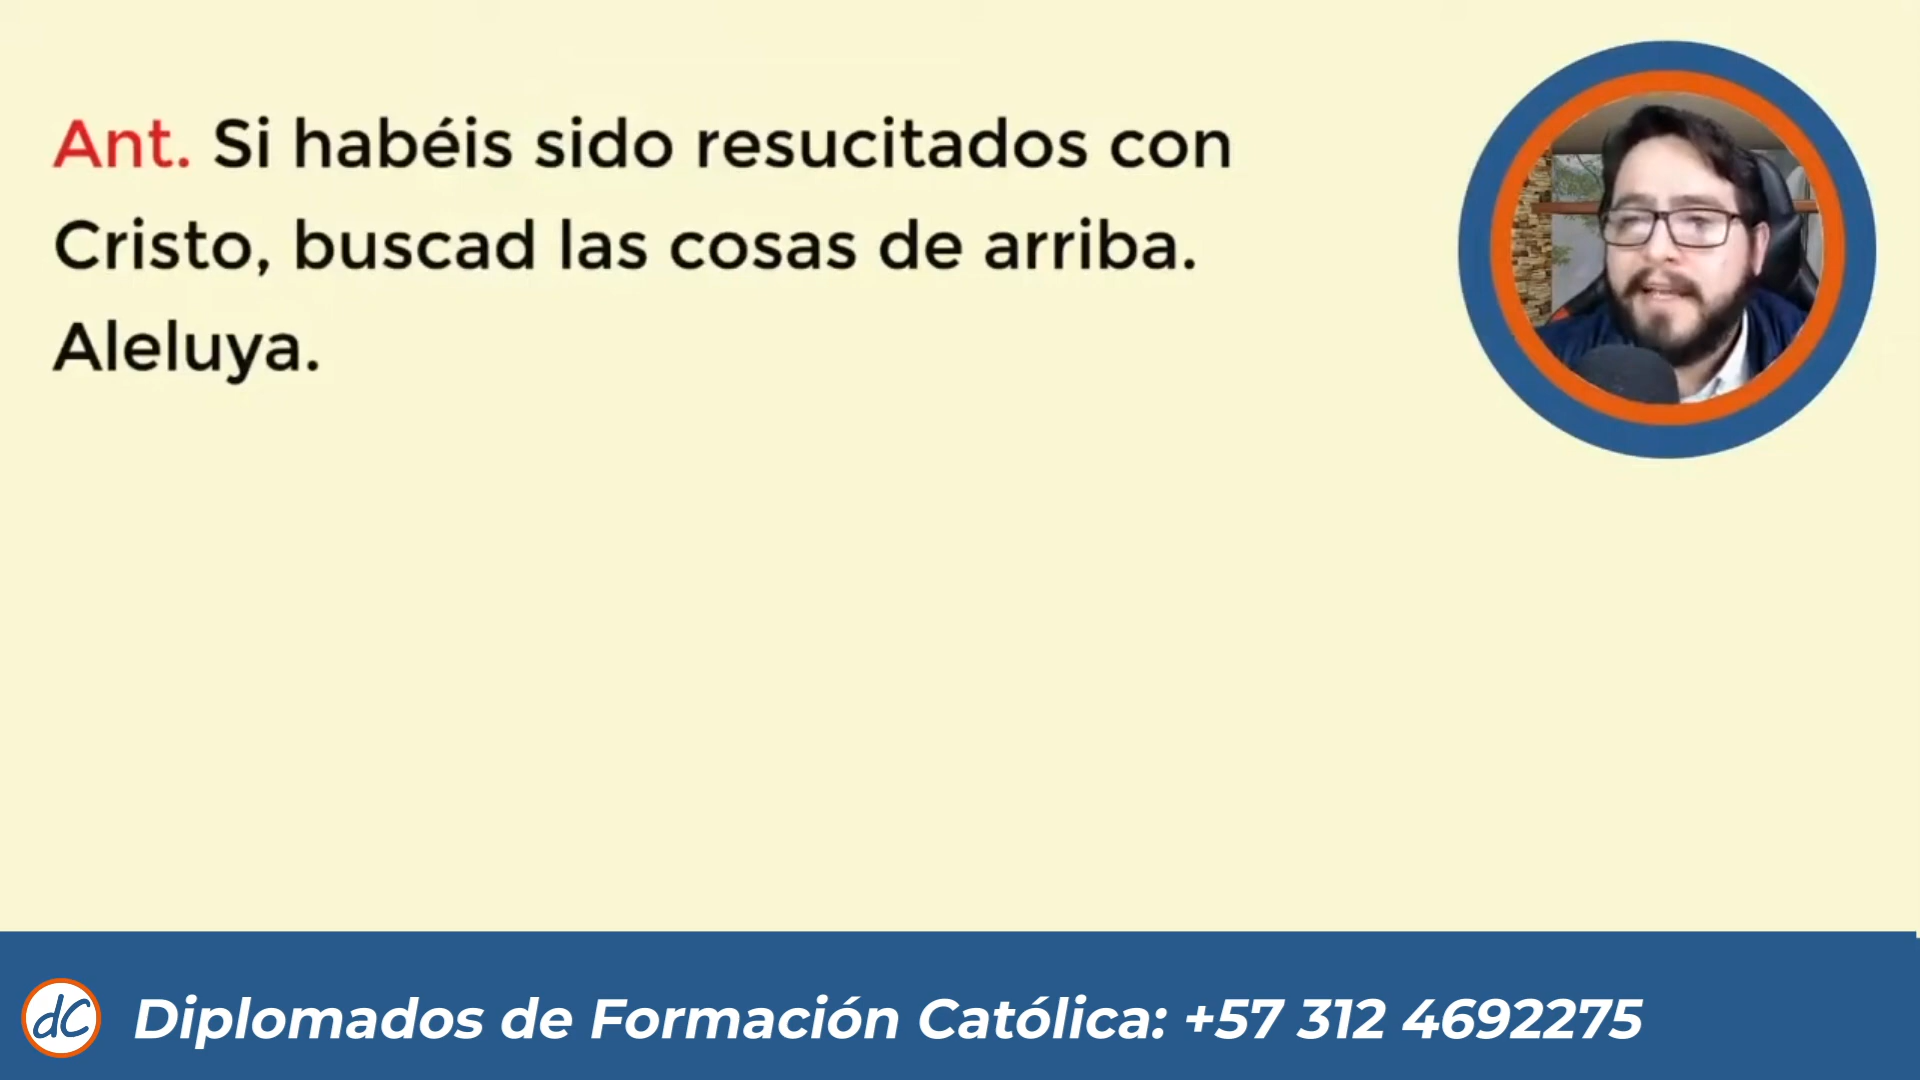 Ant. Si habéis sido resucitados con
Cristo, buscad las cosas de arriba.
Aleluya.
dC Diplomados de Formación Católica: +57 312 4692275